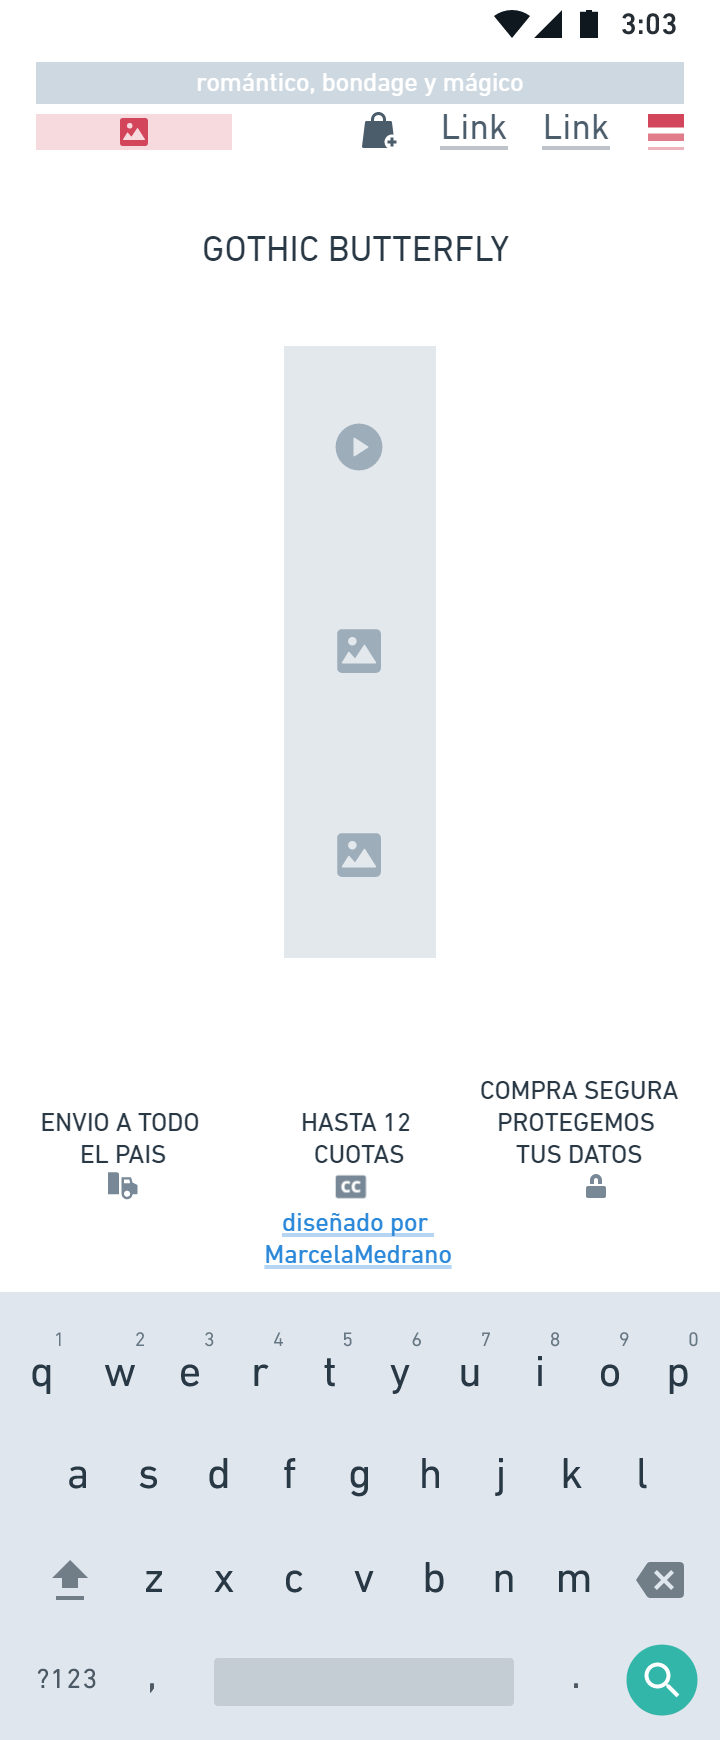 3:03
romántico, bondage y mágico
Link Link
GOTHIC BUTTERFLY
ENVIO A TODO
EL PAIS
HASTA 12
CUOTAS
CC
COMPRA SEGURA
PROTEGEMOS
TUS DATOS
diseñado por
MarcelaMedrano
1 2 3 4 5 6 7 8 9 0
q w e r t y u i o p
a s d f g h j k l
z x c v b n m
?123 , .